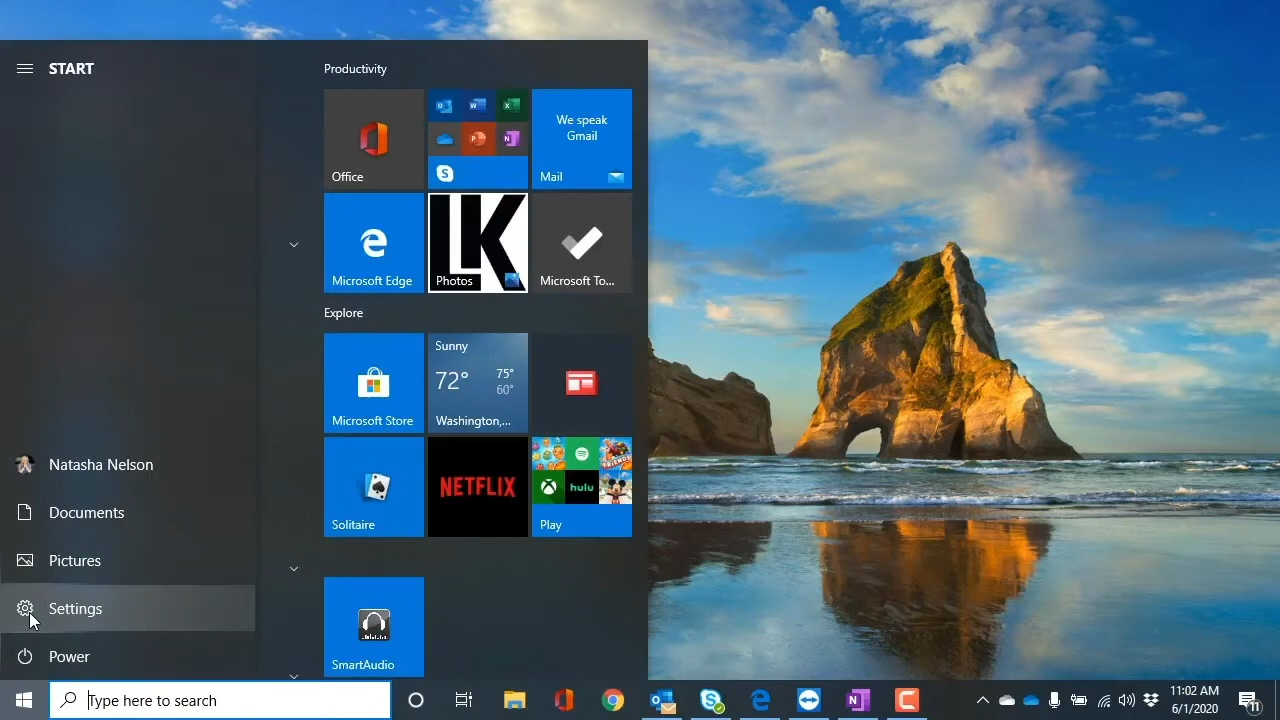 START
Natasha Nelson
Documents
Pictures
Settings
Power
Productivity
Office
We speak
Gmail
Mail
Microsoft Edge
LK
Photos
Microsoft To...
Explore
Microsoft Store
Sunny
72°
75°
60°
Washington,...
Solitaire
NETFLIX
hulu
Play
SmartAudio
Type here to search
11:02 AM
6/1/2020
11